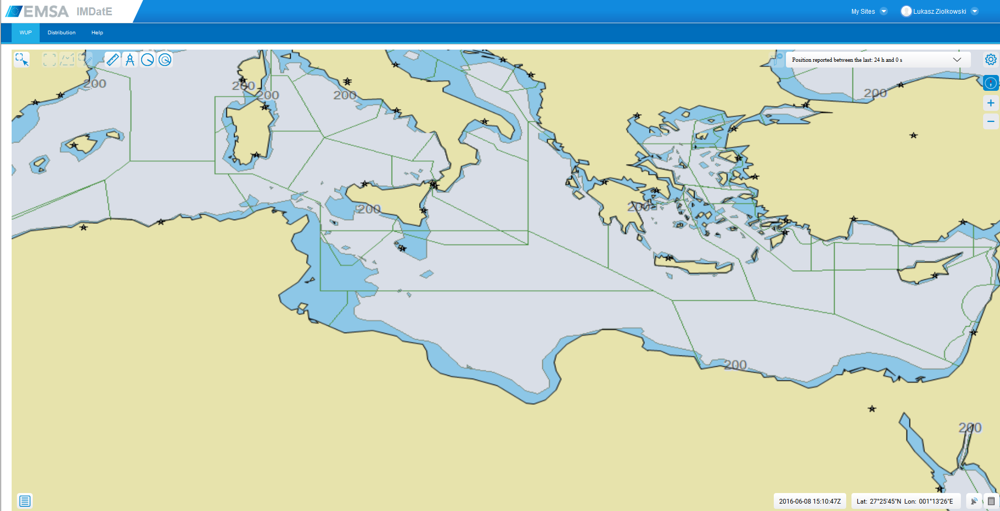 EMSA IMDatE
My Sites
Lukasz Ziolkowski
WUP Distribution Help
Position reported between the last: 24 h and 0 s
200
200
200
200
200
200
200
200
200
2016-06-08 15:10:47Z
Lat: 27°25'45"N Lon: 001°13'26"E